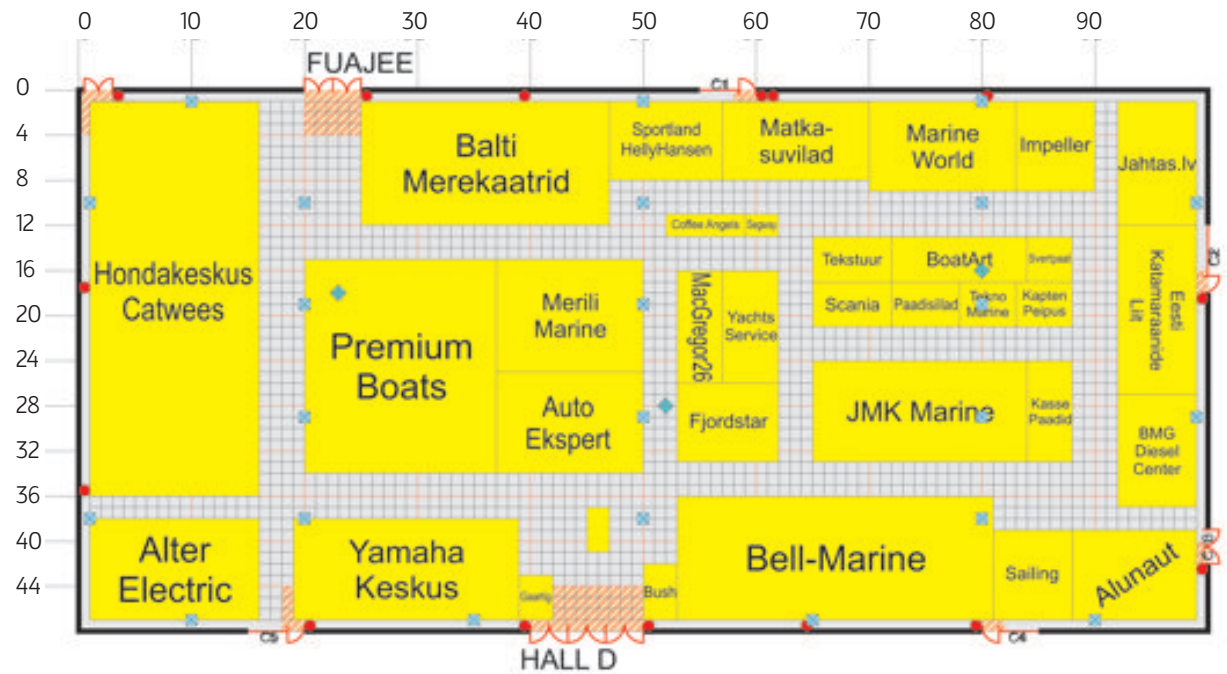 0 10 20 30 40 50 60 70 80 90
FUAJEE
0
4
8
12
16
20
24
28
32
36
40
44
C1
Balti
Merekaatrid
Sportland
HellyHansen
Matka-
suvilad
Marine
World
Impeller
Jahtas.lv
Coffee Angels
Segway
C2
Hondakeskus
Catwees
Premium
Boats
Merili
Marine
Auto
Ekspert
MacGregor26
Yachts
Service
Fjordstar
Tekstuur
BoatArt
Scania
Paadisillad
Tekno
Marine
Kapten
Peipus
Eesti
Katamaraanide
Liit
JMK Marine
Kasse
Paadid
BMG
Diesel
Center
Alter
Electric
Yamaha
Keskus
Bush
Bell-Marine
Sailing
Alunaut
C5
C4
HALL D